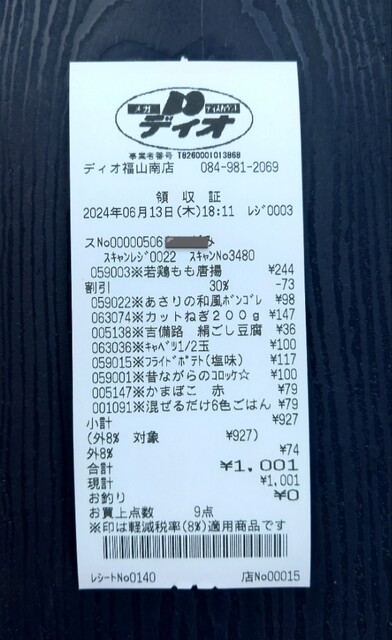 メガ ディスカウント
ディオ
事業者番号 T8260001013868
ディオ福山南店 084-981-2069
領収証
2024年06月13日(木)18:11 レジ0003
スNo00000506 み
スキャンレジ0022 スキャンNo3480
059003※若鶏もも唐揚 ¥244
割引 30% -73
059022※あさりの和風ボンゴレ ¥98
063074※カットねぎ200g ¥147
005138※吉備路 絹ごし豆腐 ¥36
063036※キャベツ1/2玉 ¥100
059015※フライドポテト(塩味) ¥117
059001※昔ながらのコロッケ☆ ¥100
005147※かまぼこ 赤 ¥79
001091※混ぜるだけ6色ごはん ¥79
小計 ¥927
(外8% 対象 ¥927)
外8% ¥74
合計 ¥1,001
現計 ¥1,001
お釣り ¥0
お買上点数 9点
※印は軽減税率(8%)適用商品です
レシートNo0140 店No00015